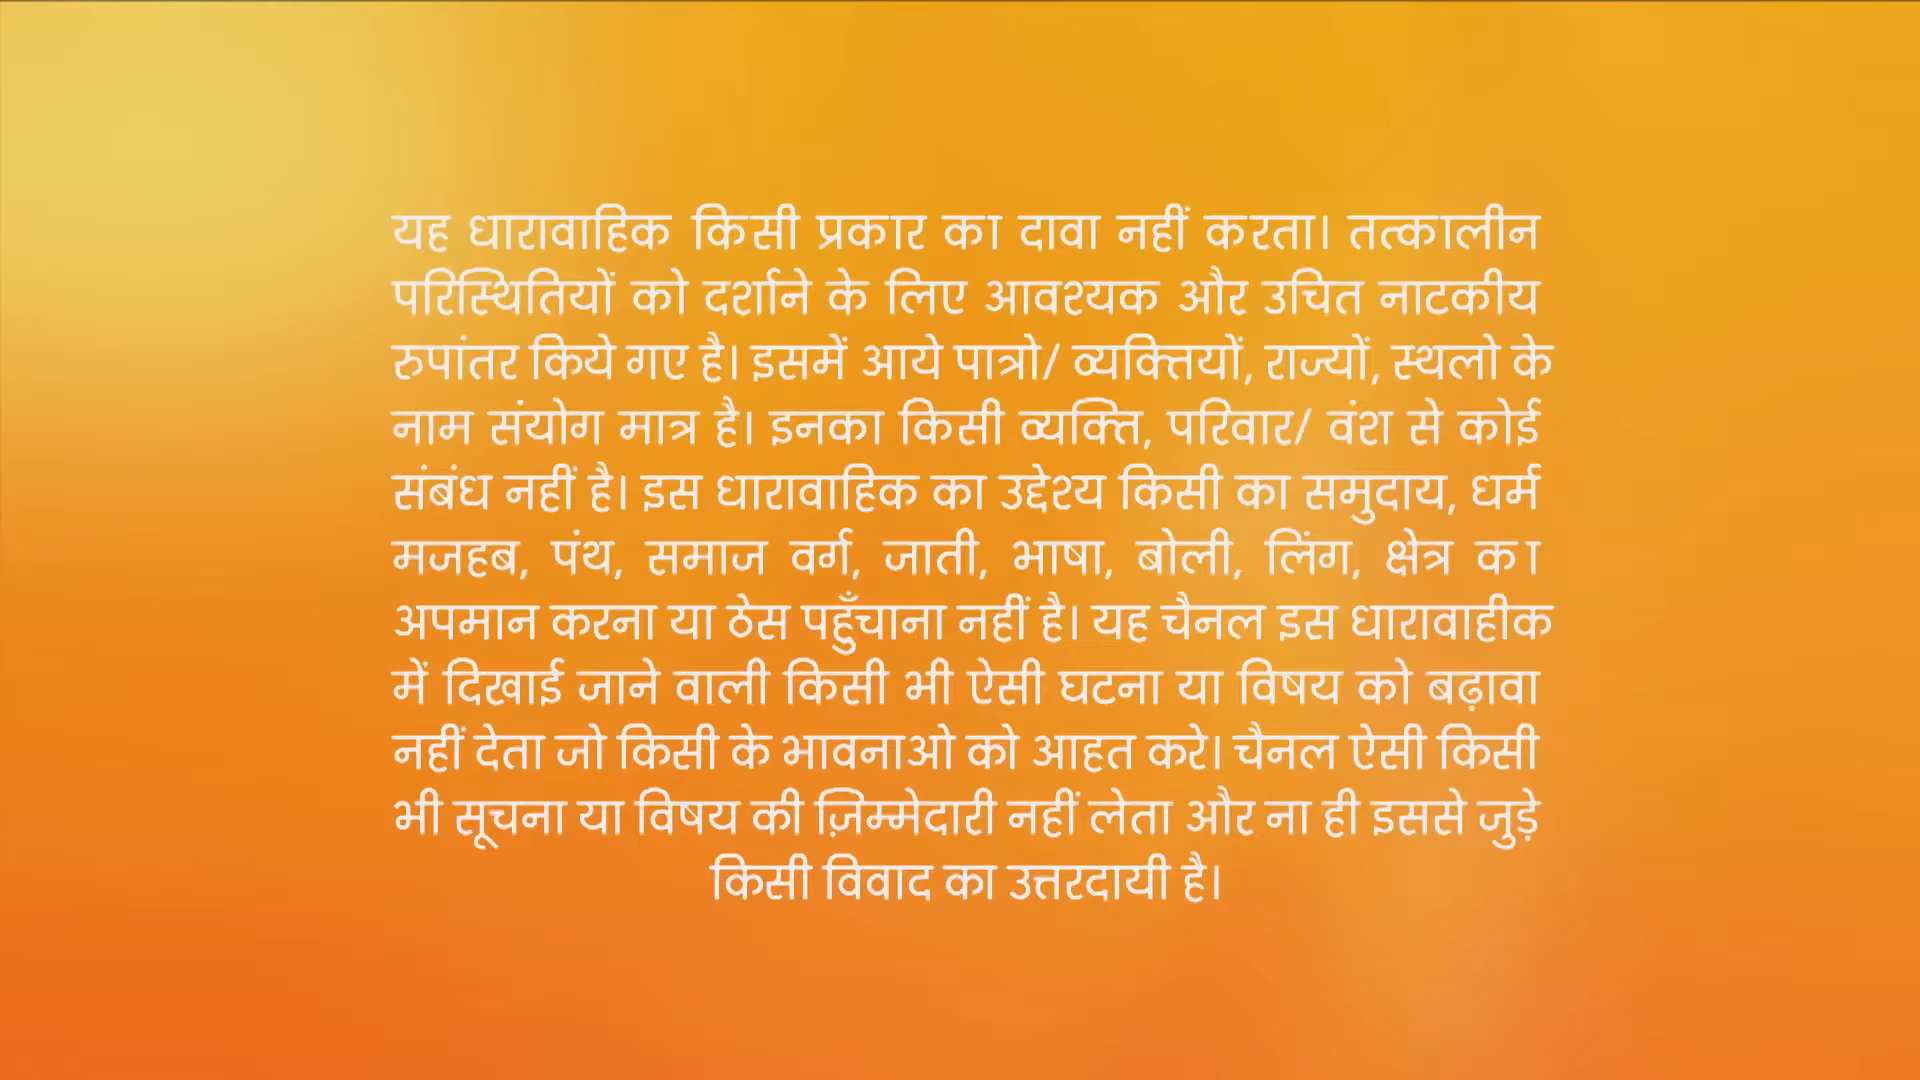 यह धारावाहिक किसी प्रकार का दावा नहीं करता। तत्कालीन
परिस्थितियों को दर्शाने के लिए आवश्यक और उचित नाटकीय
रुपांतर किये गए है। इसमें आये पात्रो/ व्यक्तियों, राज्यों, स्थलो के
नाम संयोग मात्र है। इनका किसी व्यक्ति, परिवार/ वंश से कोई
संबंध नहीं है। इस धारावाहिक का उद्देश्य किसी का समुदाय, धर्म
मजहब, पंथ, समाज वर्ग, जाती, भाषा, बोली, लिंग, क्षेत्र का
अपमान करना या ठेस पहुँचाना नहीं है। यह चैनल इस धारावाहीक
में दिखाई जाने वाली किसी भी ऐसी घटना या विषय को बढ़ावा
नहीं देता जो किसी के भावनाओ को आहत करे। चैनल ऐसी किसी
भी सूचना या विषय की ज़िम्मेदारी नहीं लेता और ना ही इससे जुड़े
किसी विवाद का उत्तरदायी है।